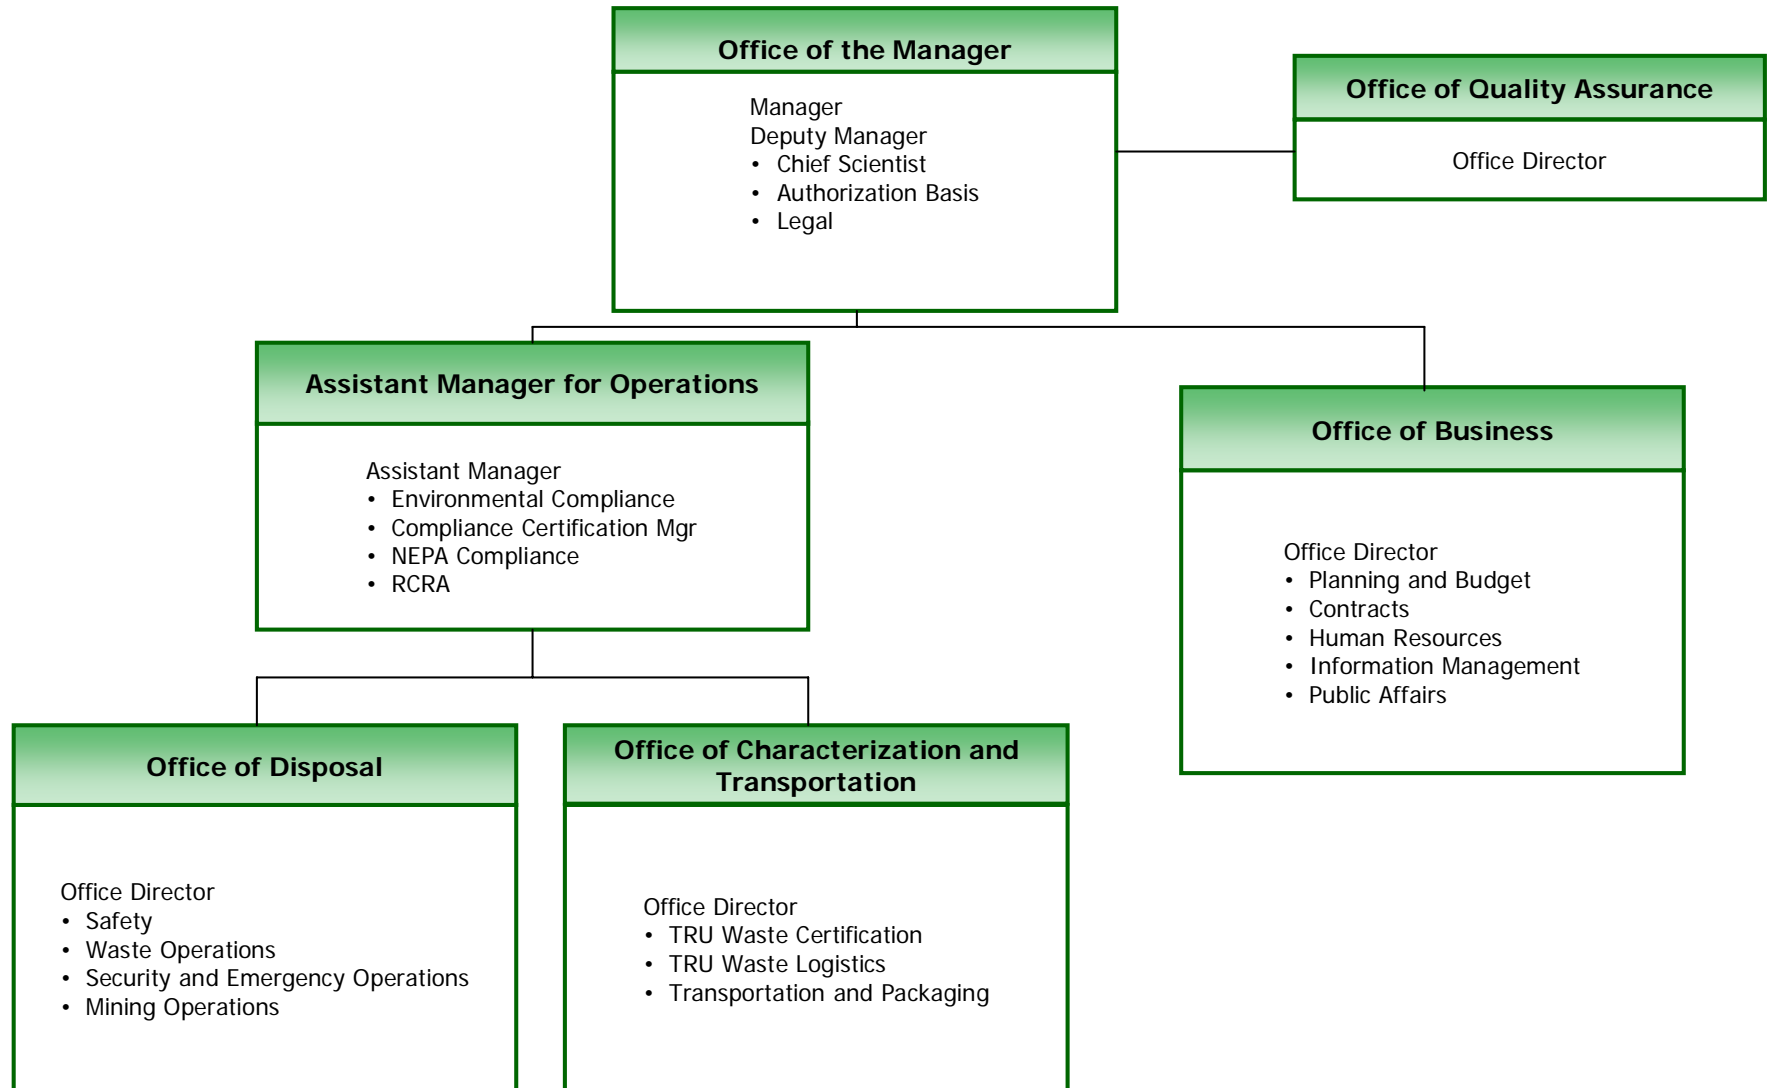 Office of the Manager
Manager
Deputy Manager
• Chief Scientist
• Authorization Basis
• Legal
Office of Quality Assurance
Office Director
Assistant Manager for Operations
Assistant Manager
• Environmental Compliance
• Compliance Certification Mgr
• NEPA Compliance
• RCRA
Office of Business
Office Director
• Planning and Budget
• Contracts
• Human Resources
• Information Management
• Public Affairs
Office of Disposal
Office Director
• Safety
• Waste Operations
• Security and Emergency Operations
• Mining Operations
Office of Characterization and
Transportation
Office Director
• TRU Waste Certification
• TRU Waste Logistics
• Transportation and Packaging